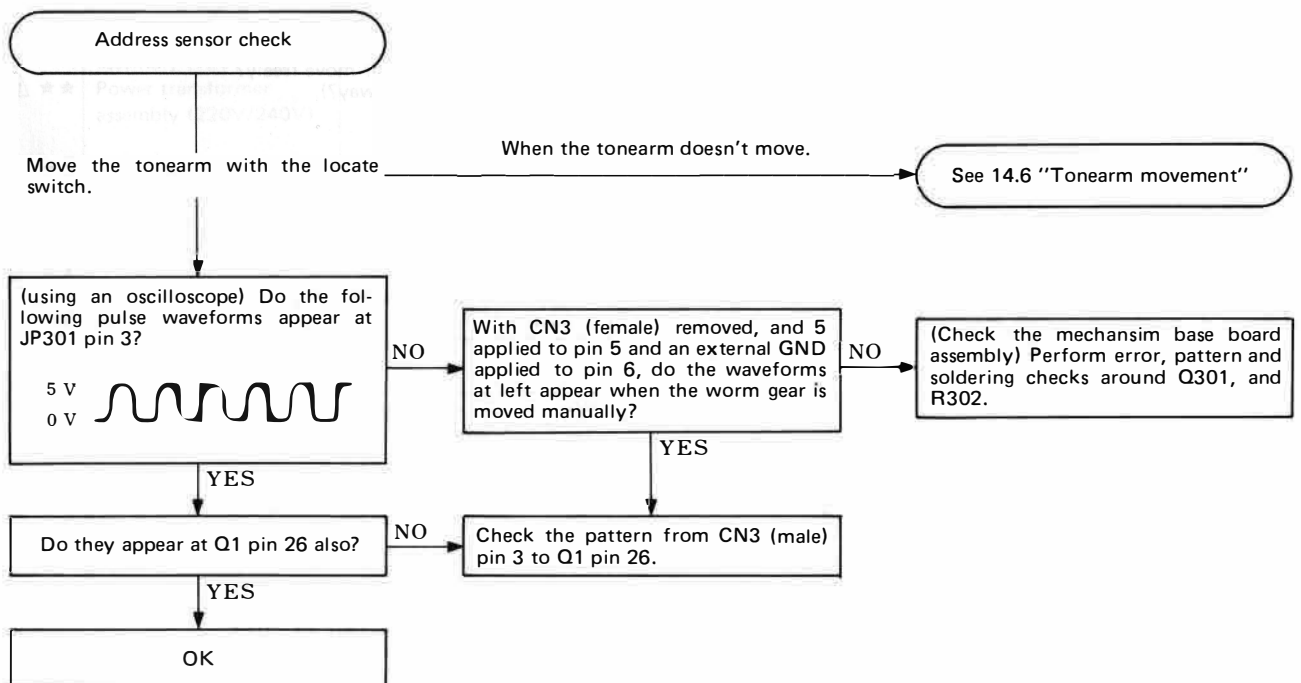 Address sensor check
Power transformer
assembly (220V/240V)
Move the tonearm with the locate
switch.
When the tonearm doesn't move.
See 14.6 "Tonearm movement"
(using an oscilloscope) Do the fol-
lowing pulse waveforms appear at
JP301 pin 3?
5 V
0 V
NO
With CN3 (female) removed, and 5
applied to pin 5 and an external GND
applied to pin 6, do the waveforms
at left appear when the worm gear is
moved manually?
NO
(Check the mechansim base board
assembly) Perform error, pattern and
soldering checks around Q301, and
R302.
YES
YES
Do they appear at Q1 pin 26 also?
NO
Check the pattern from CN3 (male)
pin 3 to Q1 pin 26.
YES
OK